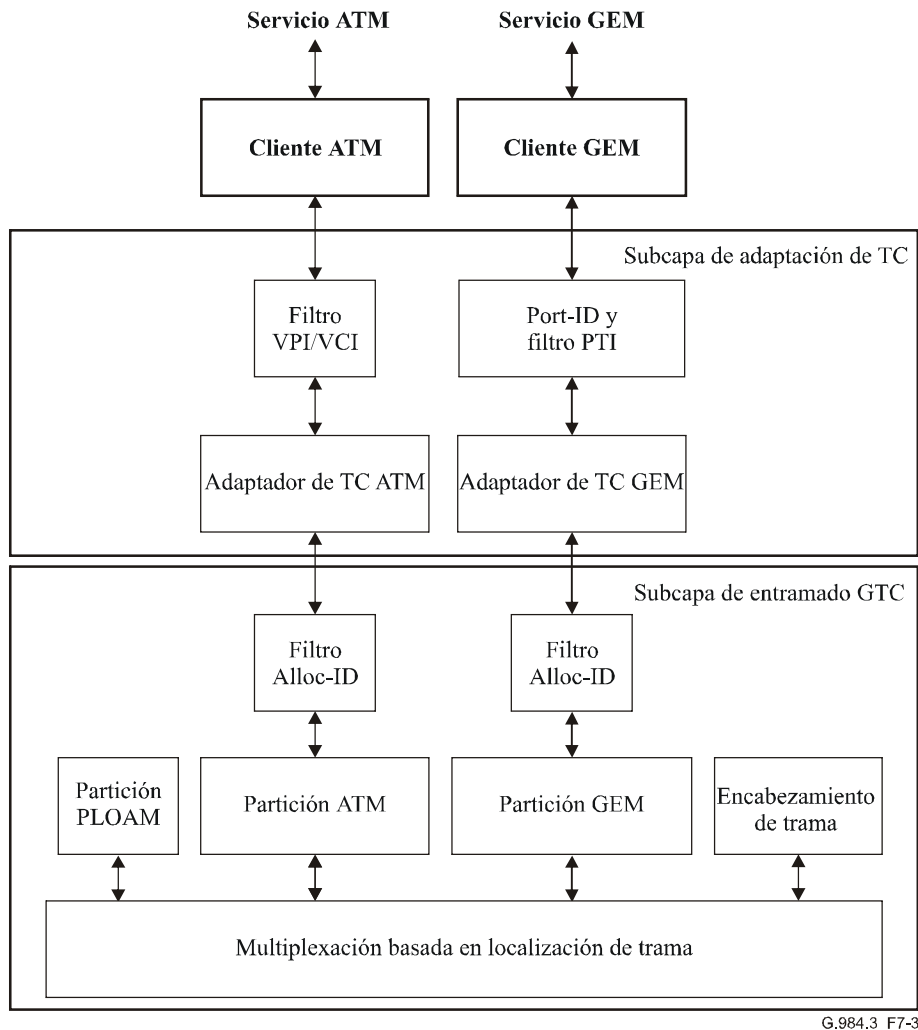 Servicio ATM
Servicio GEM
Cliente ATM
Cliente GEM
Subcapa de adaptación de TC
Filtro
VPI/VCI
Port-ID y
filtro PTI
Adaptador de TC ATM
Adaptador de TC GEM
Subcapa de entramado GTC
Filtro
Alloc-ID
Filtro
Alloc-ID
Partición
PLOAM
Partición ATM
Partición GEM
Encabezamiento
de trama
Multiplexación basada en localización de trama
G.984.3_F7-3